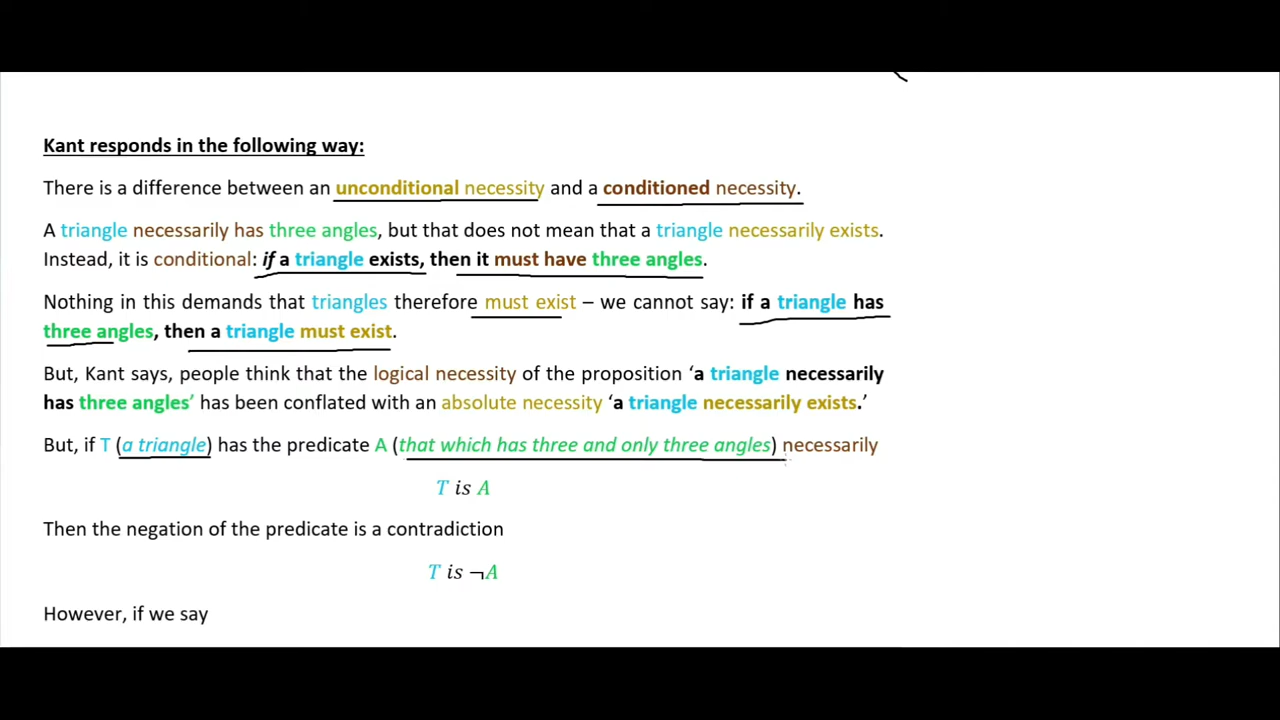 Kant responds in the following way:
There is a difference between an unconditional necessity and a conditioned necessity.
A triangle necessarily has three angles, but that does not mean that a triangle necessarily exists.
Instead, it is conditional: if a triangle exists, then it must have three angles.
Nothing in this demands that triangles therefore must exist – we cannot say: if a triangle has
three angles, then a triangle must exist.
But, Kant says, people think that the logical necessity of the proposition ‘a triangle necessarily
has three angles’ has been conflated with an absolute necessity ‘a triangle necessarily exists.’
But, if T (a triangle) has the predicate A (that which has three and only three angles) necessarily
T is A
Then the negation of the predicate is a contradiction
T is ¬A
However, if we say